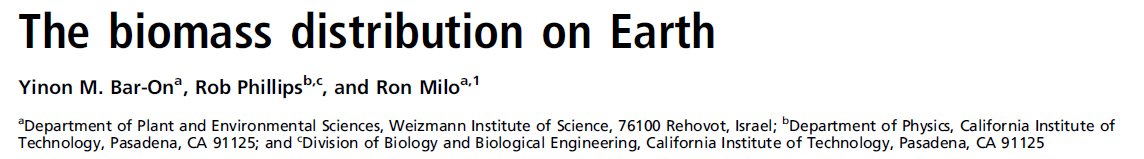 The biomass distribution on Earth
Yinon M. Bar-Onᵃ, Rob Phillipsᵇ,ᶜ, and Ron Miloᵃ,¹
ᵃDepartment of Plant and Environmental Sciences, Weizmann Institute of Science, 76100 Rehovot, Israel; ᵇDepartment of Physics, California Institute of
Technology, Pasadena, CA 91125; and ᶜDivision of Biology and Biological Engineering, California Institute of Technology, Pasadena, CA 91125